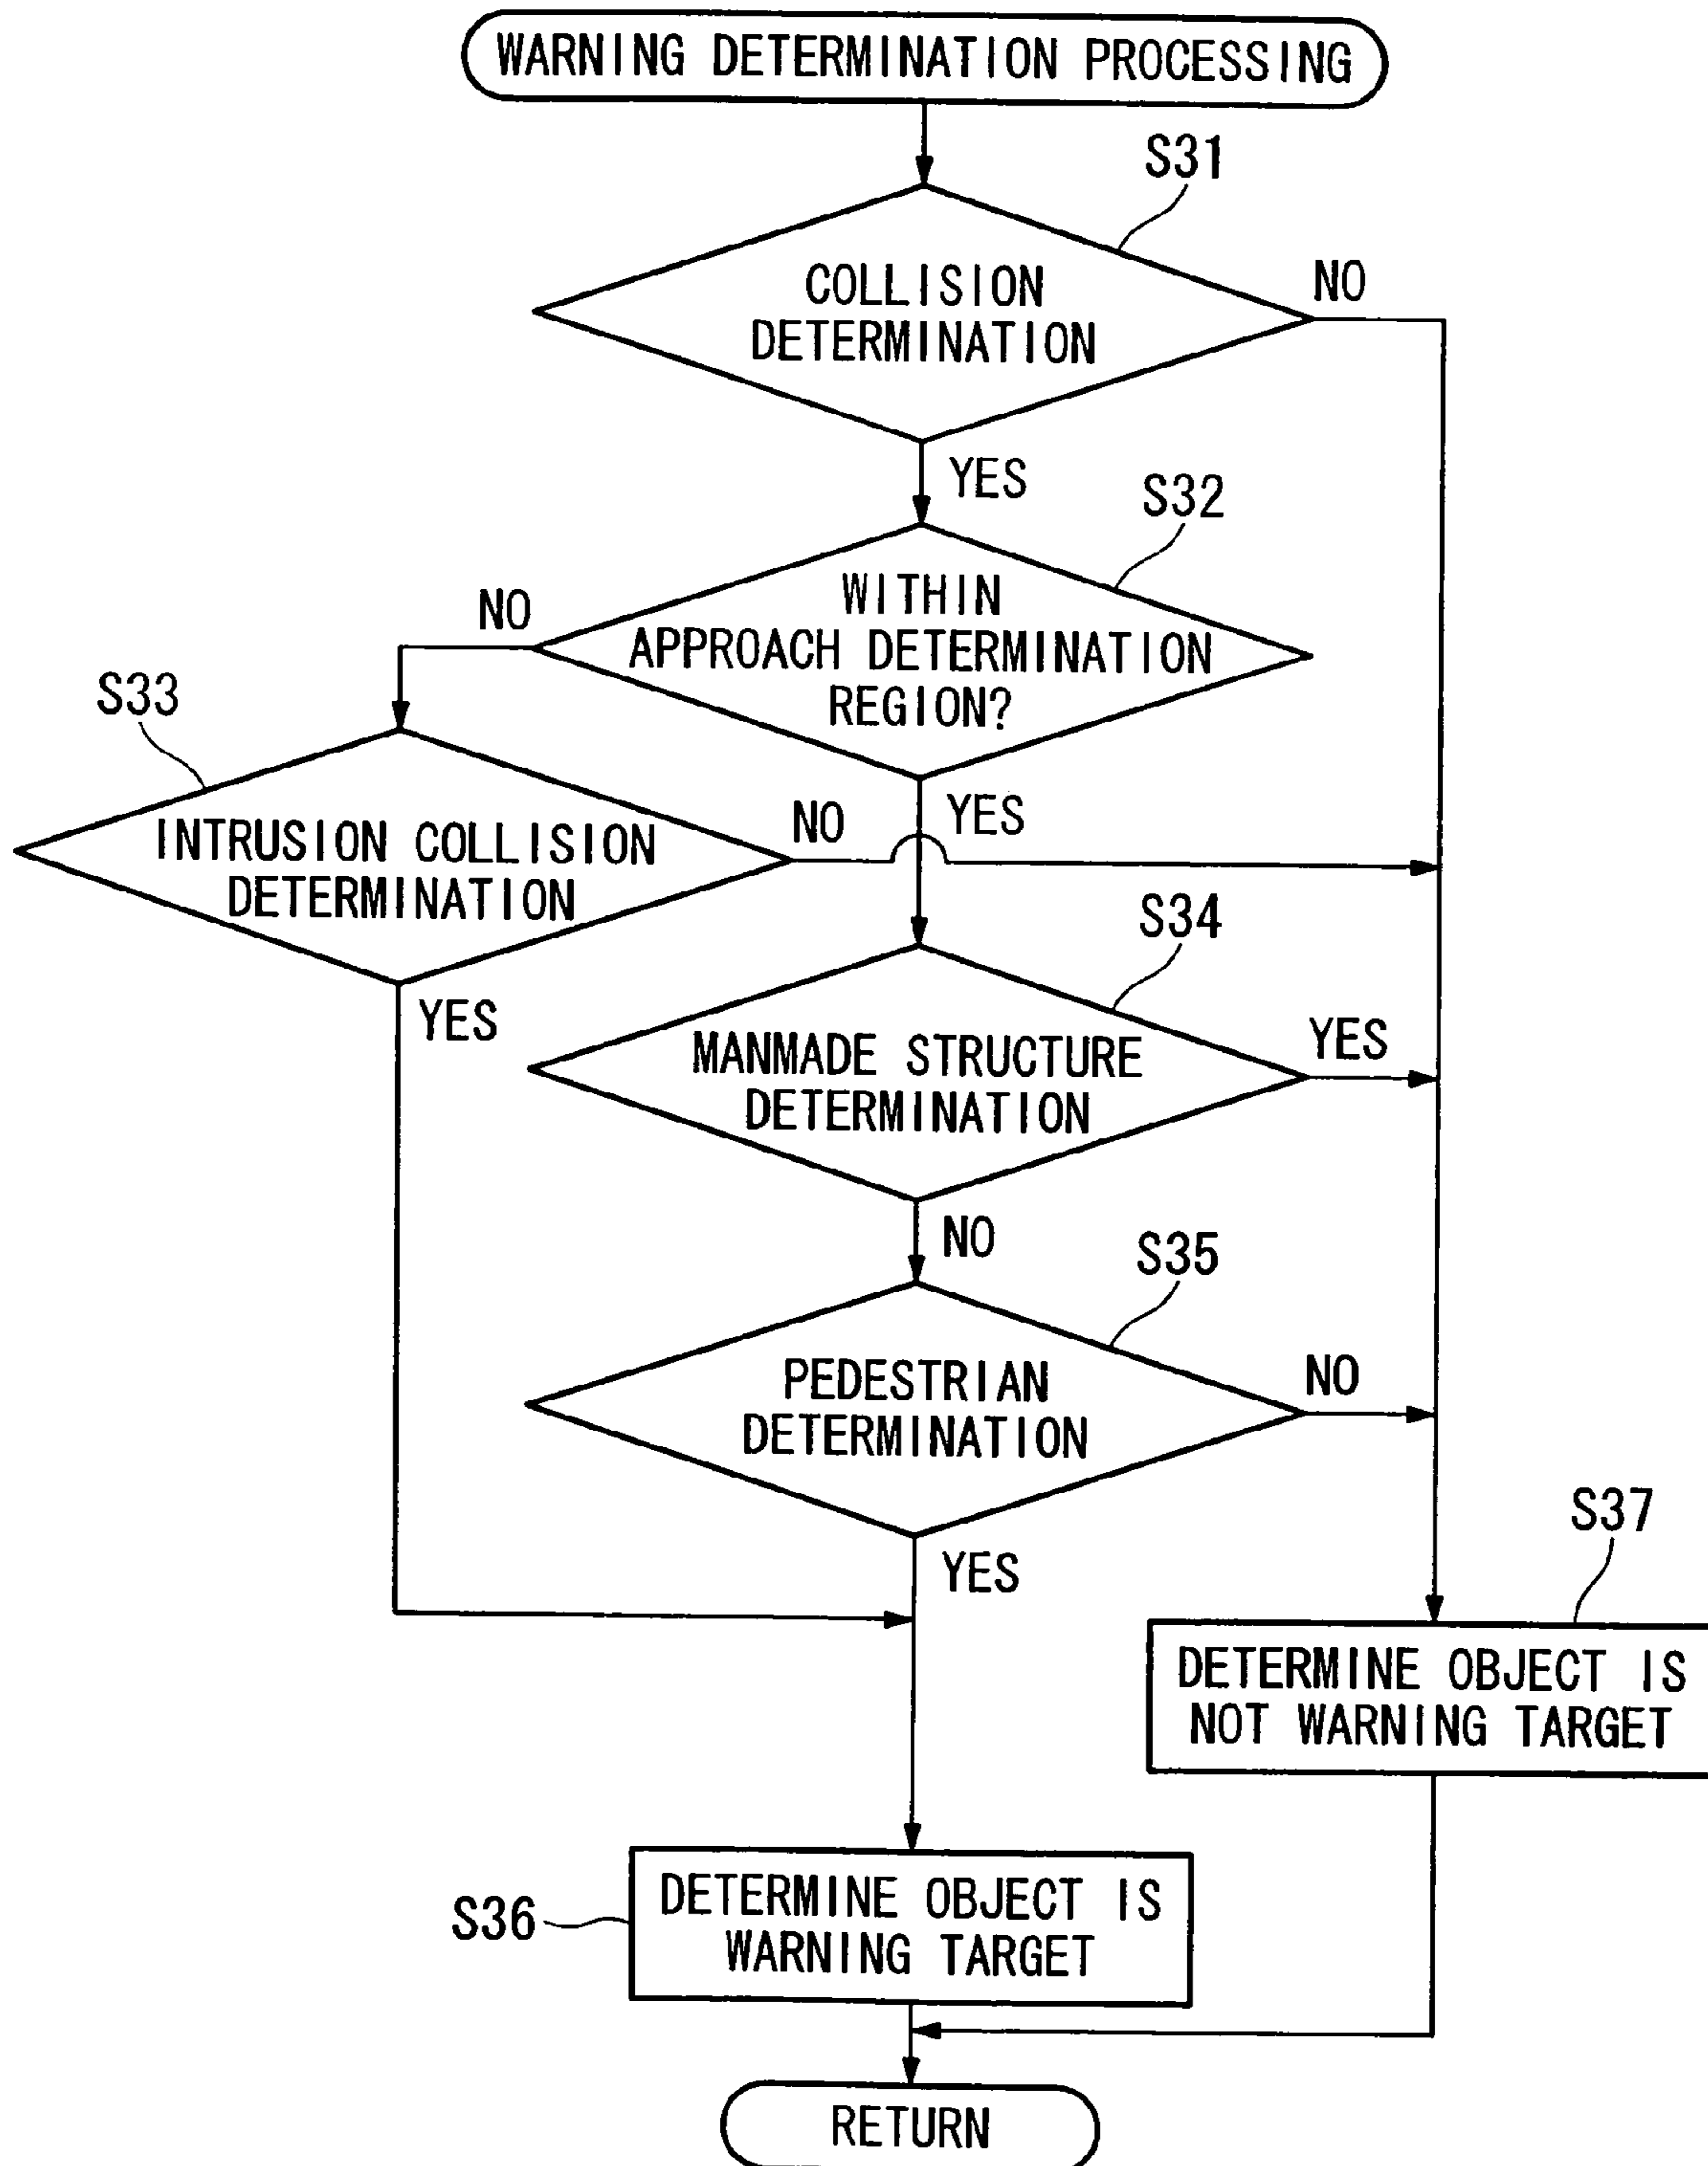 WARNING DETERMINATION PROCESSING
S31
COLLISION
DETERMINATION
NO
YES
S32
WITHIN
APPROACH DETERMINATION
REGION?
NO
YES
S33
INTRUSION COLLISION
DETERMINATION
NO
YES
S34
MANMADE STRUCTURE
DETERMINATION
YES
NO
S35
PEDESTRIAN
DETERMINATION
NO
YES
S37
DETERMINE OBJECT IS
NOT WARNING TARGET
S36
DETERMINE OBJECT IS
WARNING TARGET
RETURN